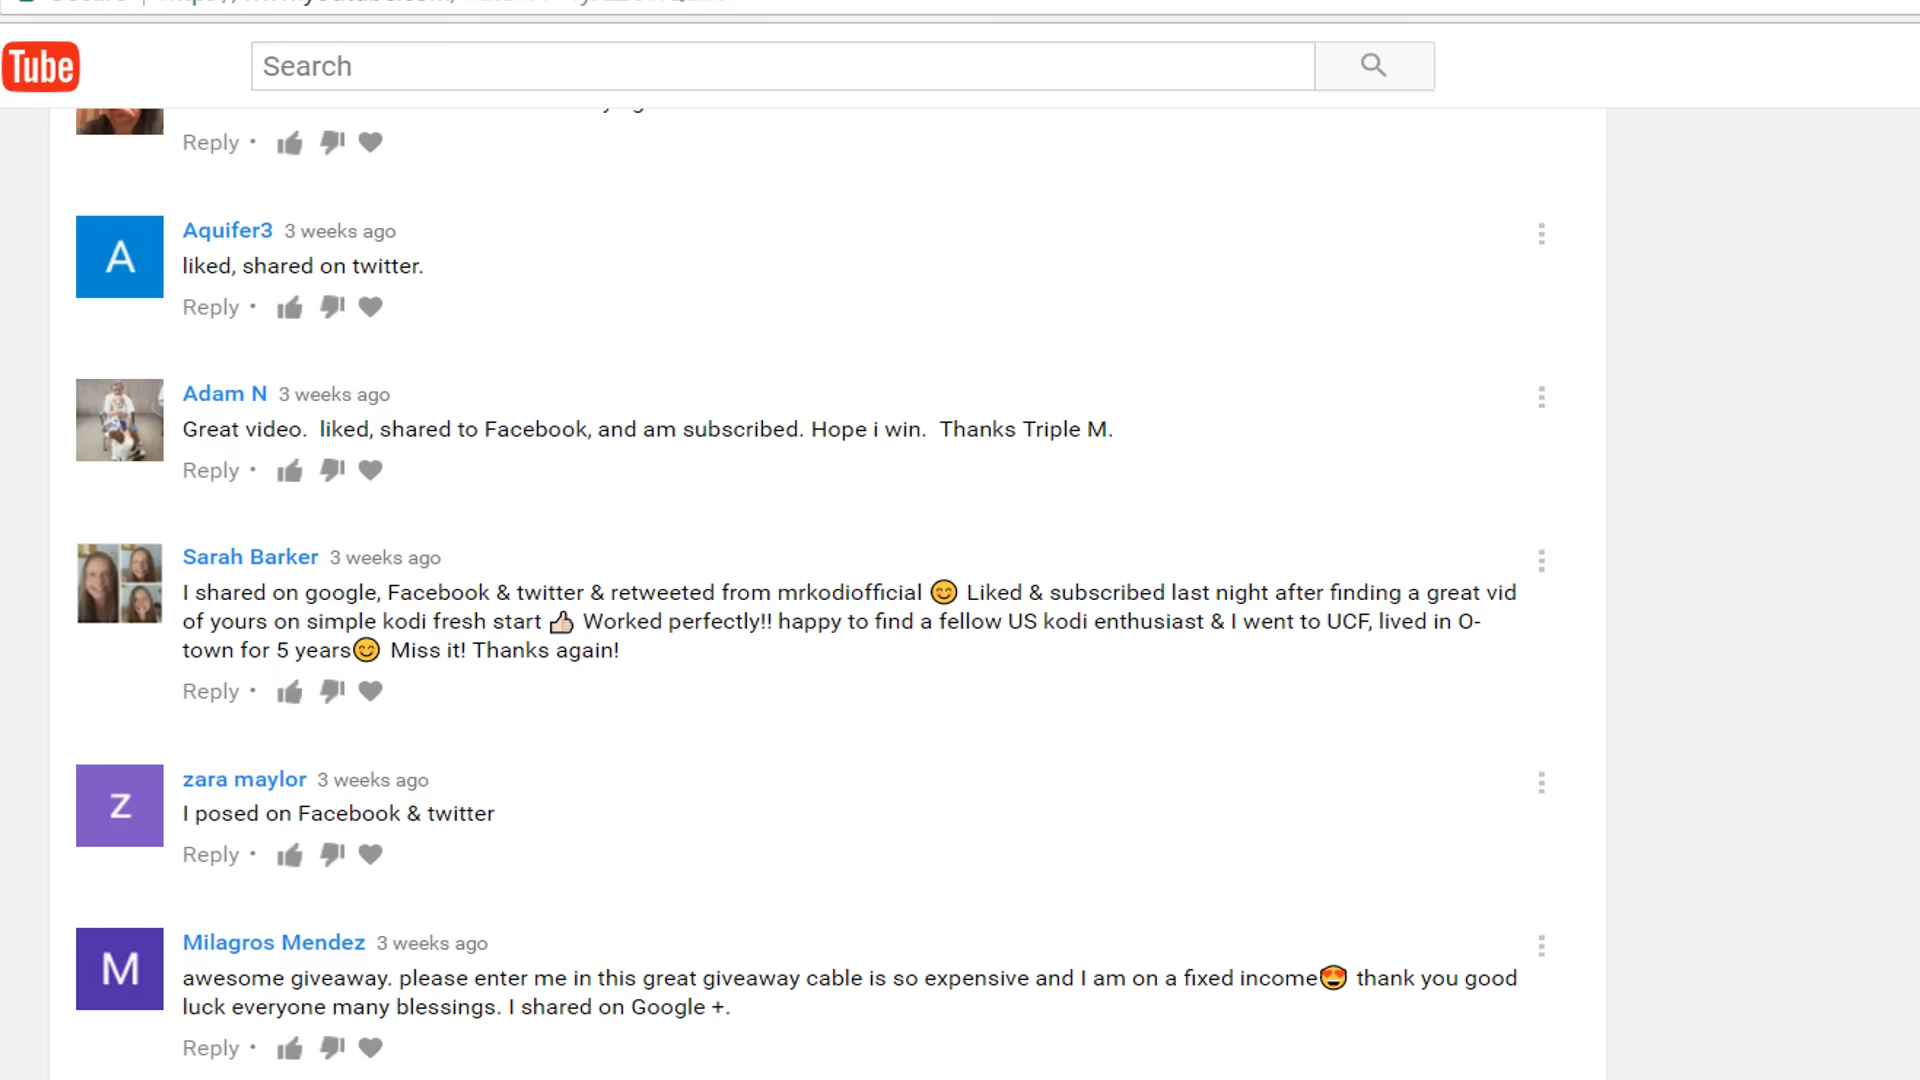 Tube
Search
Reply •
Aquifer3 3 weeks ago
A
liked, shared on twitter.
Reply •
Adam N 3 weeks ago
Great video.  liked, shared to Facebook, and am subscribed. Hope i win.  Thanks Triple M.
Reply •
Sarah Barker 3 weeks ago
I shared on google, Facebook & twitter & retweeted from mrkodiofficial 😊 Liked & subscribed last night after finding a great vid
of yours on simple kodi fresh start 👍🏻 Worked perfectly!! happy to find a fellow US kodi enthusiast & I went to UCF, lived in O-
town for 5 years😊 Miss it! Thanks again!
Reply •
zara maylor 3 weeks ago
z
I posed on Facebook & twitter
Reply •
Milagros Mendez 3 weeks ago
M
awesome giveaway. please enter me in this great giveaway cable is so expensive and I am on a fixed income😍 thank you good
luck everyone many blessings. I shared on Google +.
Reply •